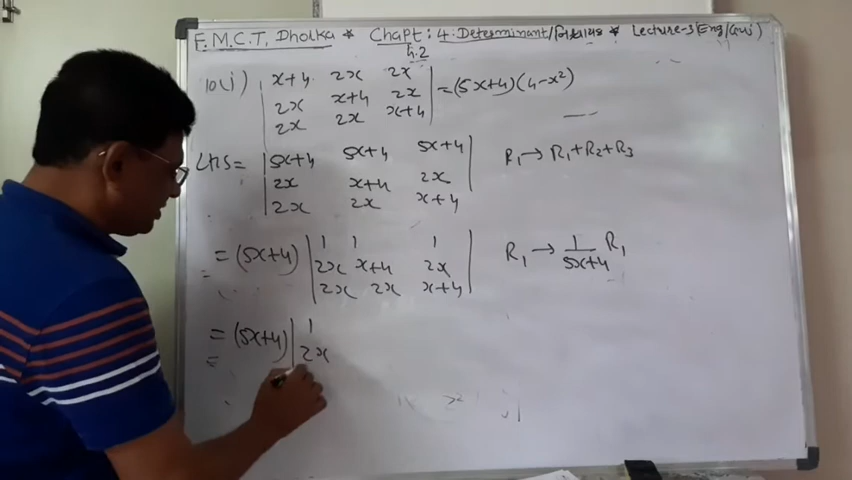 F.M.C.T. Dholka * Chapt: 4. Determinant/ * Lecture-3(Eng/Guj)
4.2
10(i) | x+4 2x 2x |
| 2x x+4 2x | = (5x+4)(4-x²)
| 2x 2x x+4 |
LHS = | 5x+4 5x+4 5x+4 | R₁ → R₁+R₂+R₃
| 2x x+4 2x |
| 2x 2x x+4 |
= (5x+4) | 1 1 1 | R₁ → 1/(5x+4) R₁
| 2x x+4 2x |
| 2x 2x x+4 |
= (5x+4) | 1
| 2x